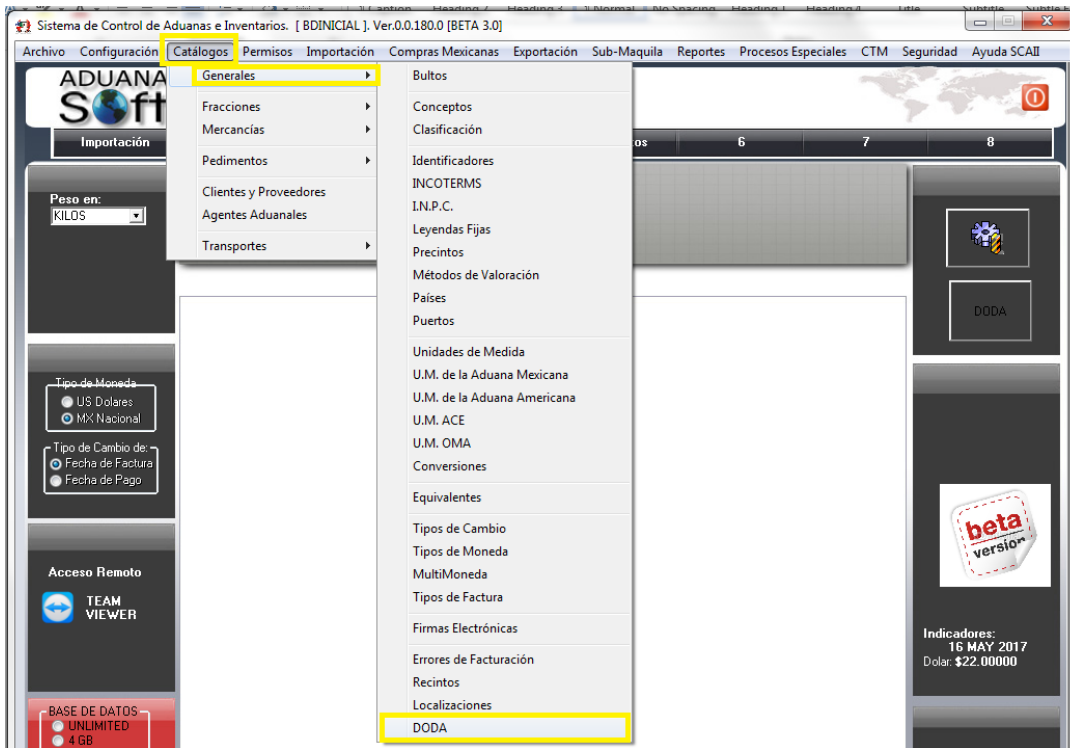 Sistema de Control de Aduanas e Inventarios. [ BDINICIAL ]. Ver.0.0.180.0 [BETA 3.0]
Archivo Configuración Catálogos Permisos Importación Compras Mexicanas Exportación Sub-Maquila Reportes Procesos Especiales CTM Seguridad Ayuda SCAII
ADUANA
Soft
Importación
6 7 8
Peso en:
KILOS
Generales
Fracciones
Mercancías
Pedimentos
Clientes y Proveedores
Agentes Aduanales
Transportes
Bultos
Conceptos
Clasificación
Identificadores
INCOTERMS
I.N.P.C.
Leyendas Fijas
Precintos
Métodos de Valoración
Países
Puertos
Unidades de Medida
U.M. de la Aduana Mexicana
U.M. de la Aduana Americana
U.M. ACE
U.M. OMA
Conversiones
Equivalentes
Tipos de Cambio
Tipos de Moneda
MultiMoneda
Tipos de Factura
Firmas Electrónicas
Errores de Facturación
Recintos
Localizaciones
DODA
DODA
Tipo de Moneda
US Dolares
MX Nacional
Tipo de Cambio de:
Fecha de Factura
Fecha de Pago
Acceso Remoto
TEAM
VIEWER
BASE DE DATOS
UNLIMITED
4 GB
beta
version
Indicadores:
16 MAY 2017
Dolar: $22.00000